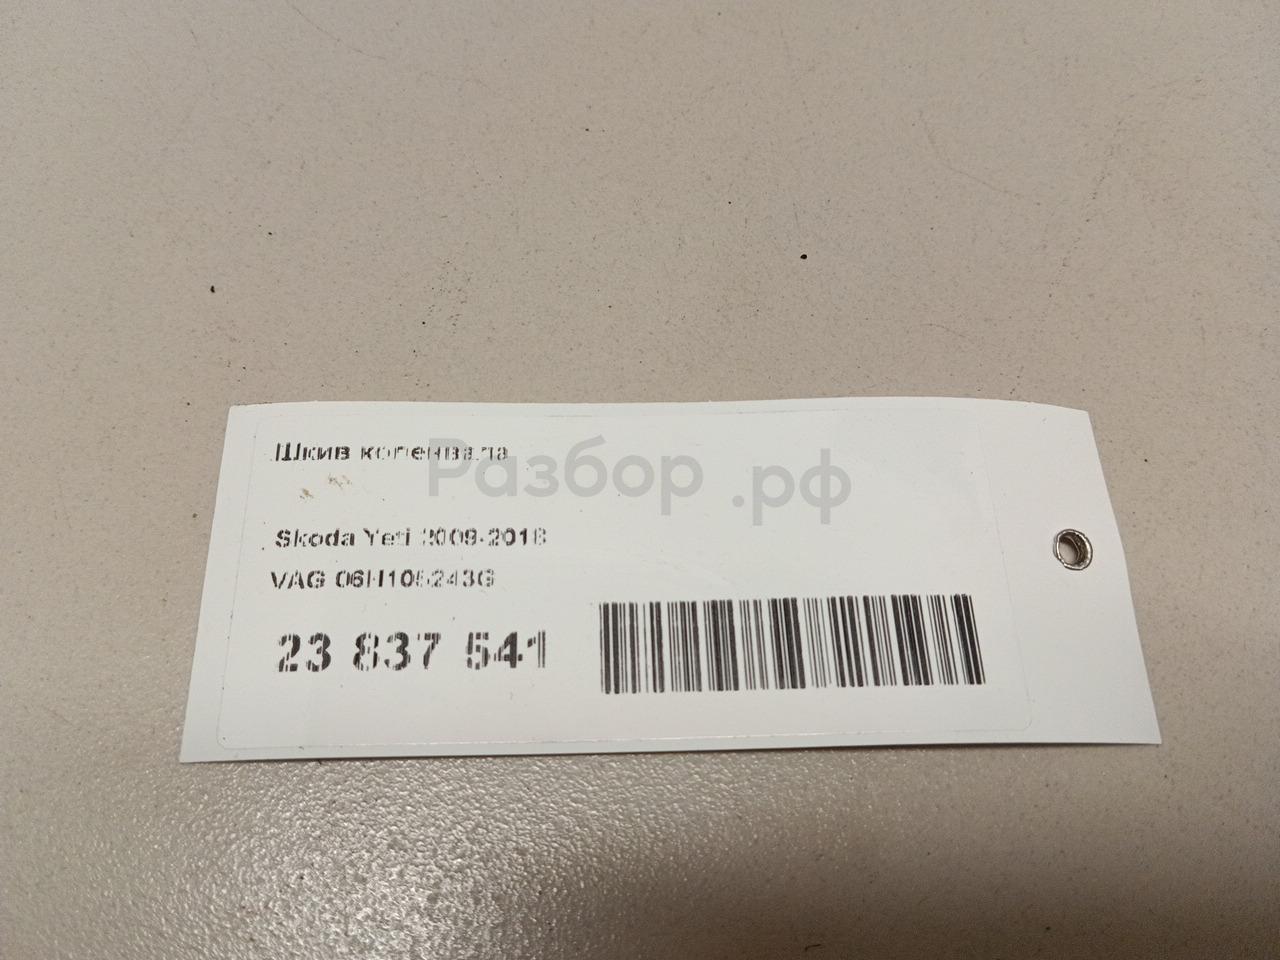 Шкив коленвала
Разбор.рф
Skoda Yeti 2009-2018
VAG 06H105243G
23 837 541